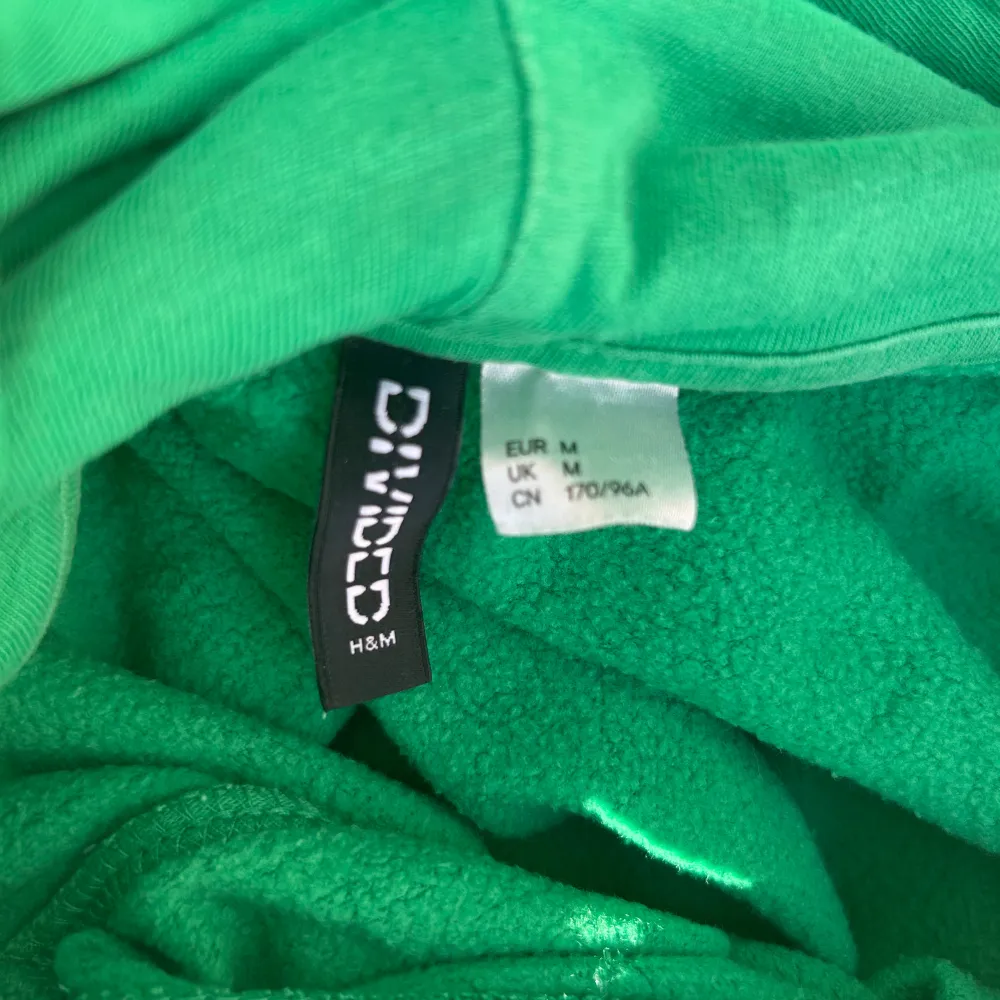 DIVIDED
H&M
EUR M
UK M
CN 170/96A